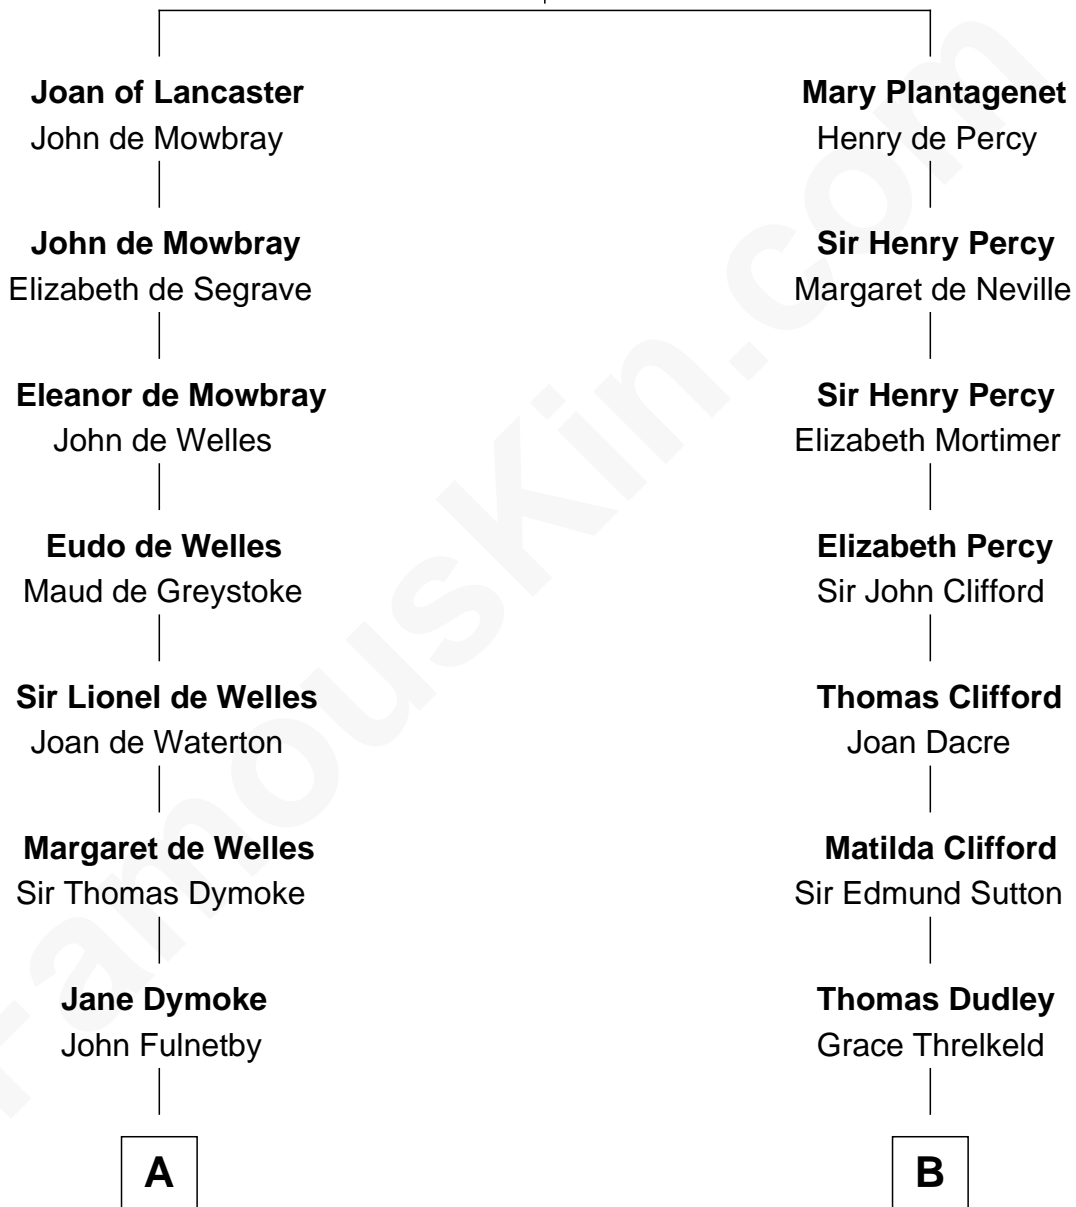 Joan of Lancaster
John de Mowbray
John de Mowbray
Elizabeth de Segrave
Eleanor de Mowbray
John de Welles
Eudo de Welles
Maud de Greystoke
Sir Lionel de Welles
Joan de Waterton
Margaret de Welles
Sir Thomas Dymoke
Jane Dymoke
John Fulnetby
A
Mary Plantagenet
Henry de Percy
Sir Henry Percy
Margaret de Neville
Sir Henry Percy
Elizabeth Mortimer
Elizabeth Percy
Sir John Clifford
Thomas Clifford
Joan Dacre
Matilda Clifford
Sir Edmund Sutton
Thomas Dudley
Grace Threlkeld
B
FamousKin.com